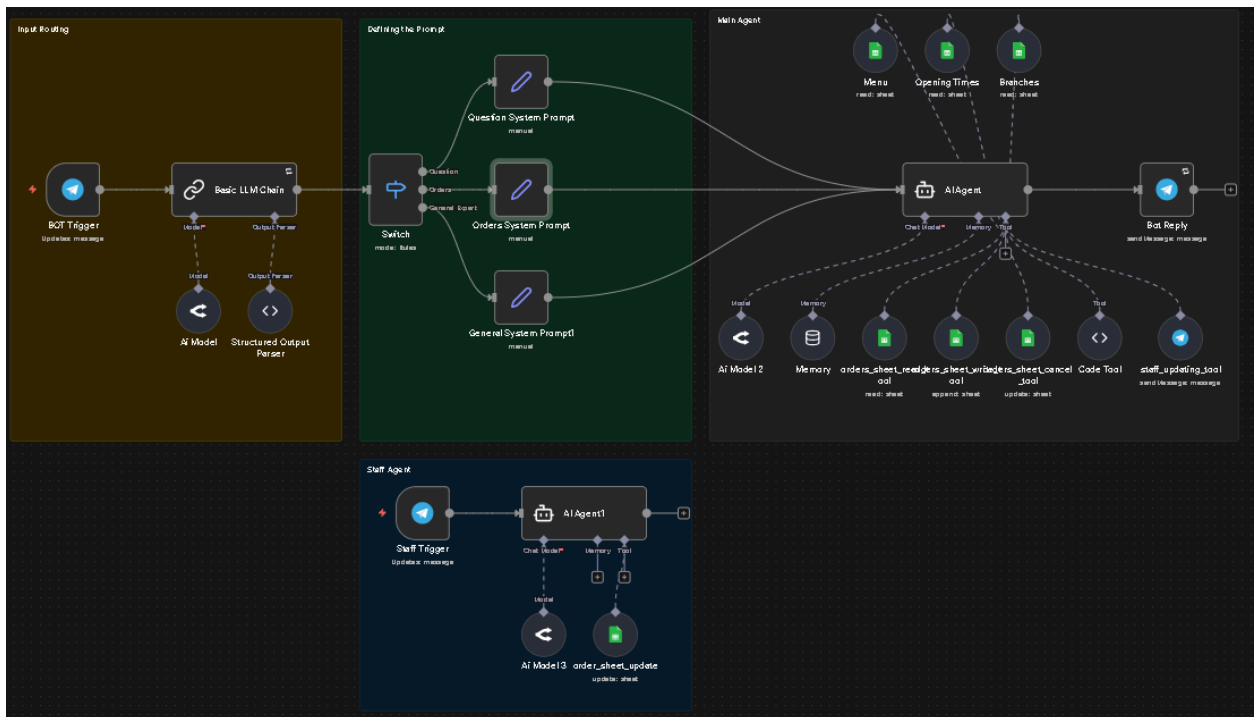 Input Routing
BOT Trigger
Updates: message
Basic LLM Chain
Model*
Output Parser
Model
Output Parser
Ai Model
Structured Output
Parser
Defining the Prompt
Switch
mode: Rules
Question
Orders
General Expert
Question System Prompt
manual
Orders System Prompt
manual
General System Prompt1
manual
Main Agent
Menu
read: sheet
Opening Times
read: sheet
Branches
read: sheet
AI Agent
Chat Model*
Memory
Tool
Bot Reply
sendMessage: message
Model
Memory
Tool
Ai Model 2
Memory
read: sheet
append: sheet
orders_sheet_cancel
_tool
update: sheet
Code Tool
staff_updating_tool
sendMessage: message
Staff Agent
Staff Trigger
Updates: message
AI Agent1
Chat Model*
Memory
Tool
Model
Ai Model 3
order_sheet_update
update: sheet